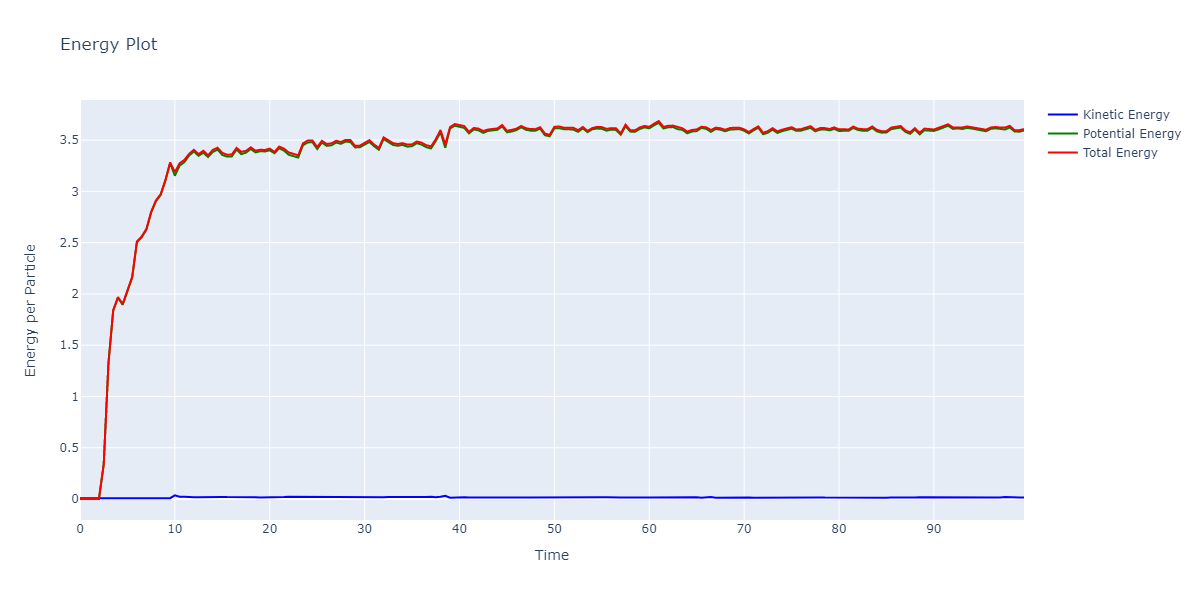 Energy Plot
Kinetic Energy
Potential Energy
Total Energy
Energy per Particle
3.5
3
2.5
2
1.5
1
0.5
0
0 10 20 30 40 50 60 70 80 90
Time